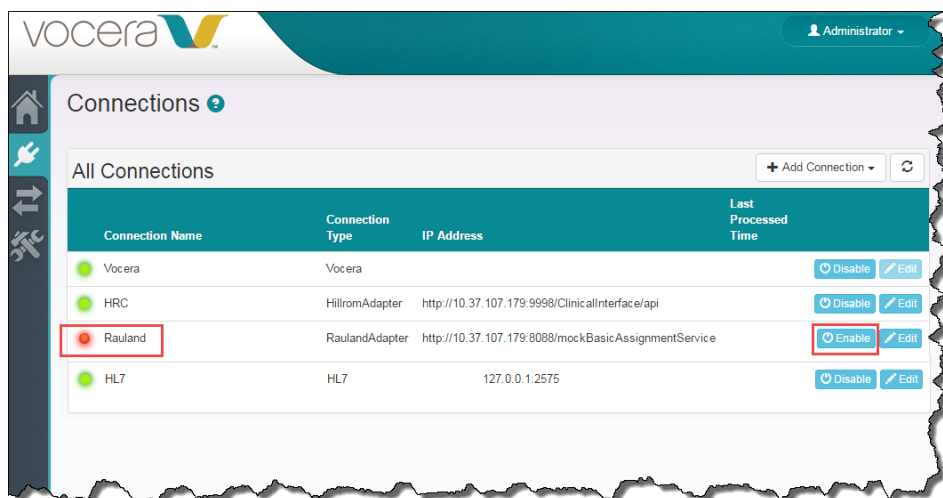 vocera
Administrator
Connections ?
All Connections
+ Add Connection
Connection Name Connection Type IP Address Last Processed Time
Vocera Vocera Disable Edit
HRC HillromAdapter http://10.37.107.179:9998/ClinicalInterface/api Disable Edit
Rauland RaulandAdapter http://10.37.107.179:8088/mockBasicAssignmentService Enable Edit
HL7 HL7 127.0.0.1:2575 Disable Edit